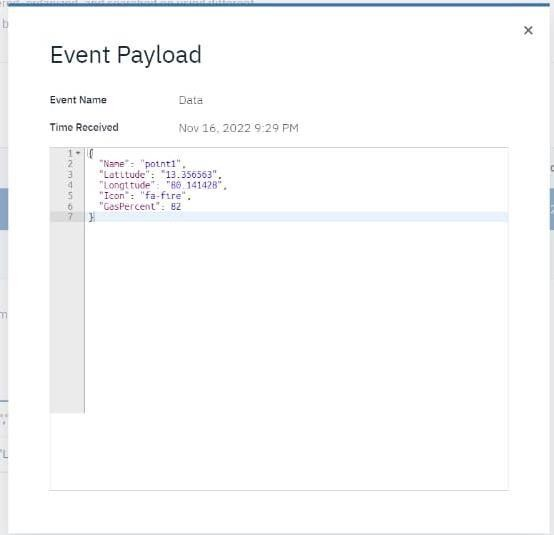 Event Payload
Event Name Data
Time Received Nov 16, 2022 9:29 PM
1 {
2 "Name": "point1",
3 "Latitude": "13.356563",
4 "Longitude": "80.141428",
5 "Icon": "fa-fire",
6 "GasPercent": 82
7 }